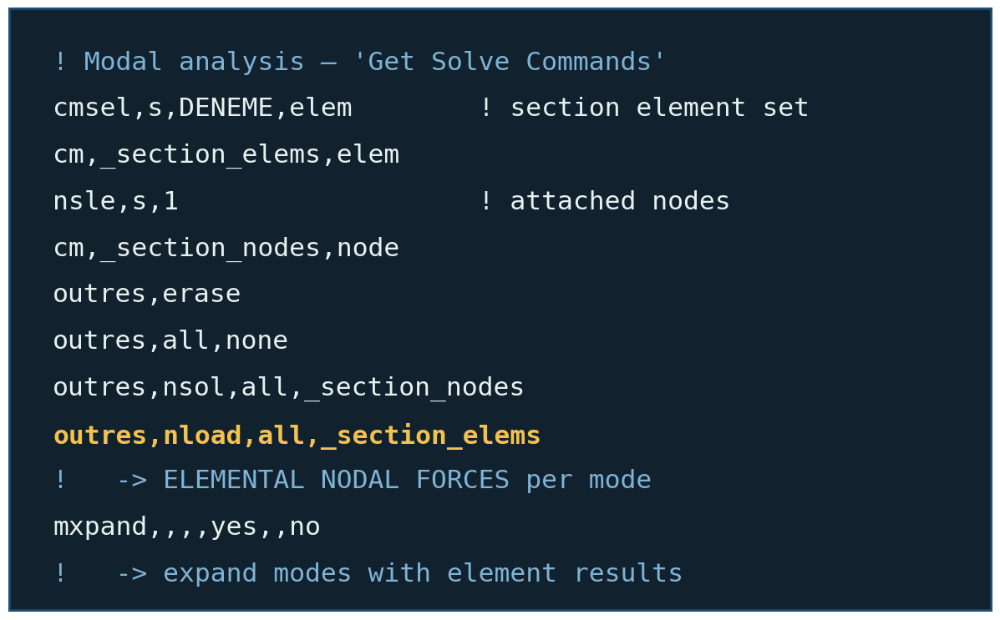 ! Modal analysis — 'Get Solve Commands'
cmsel,s,DENEME,elem        ! section element set
cm,_section_elems,elem
nsle,s,1                   ! attached nodes
cm,_section_nodes,node
outres,erase
outres,all,none
outres,nsol,all,_section_nodes
outres,nload,all,_section_elems
!   -> ELEMENTAL NODAL FORCES per mode
mxpand,,,,yes,,no
!   -> expand modes with element results